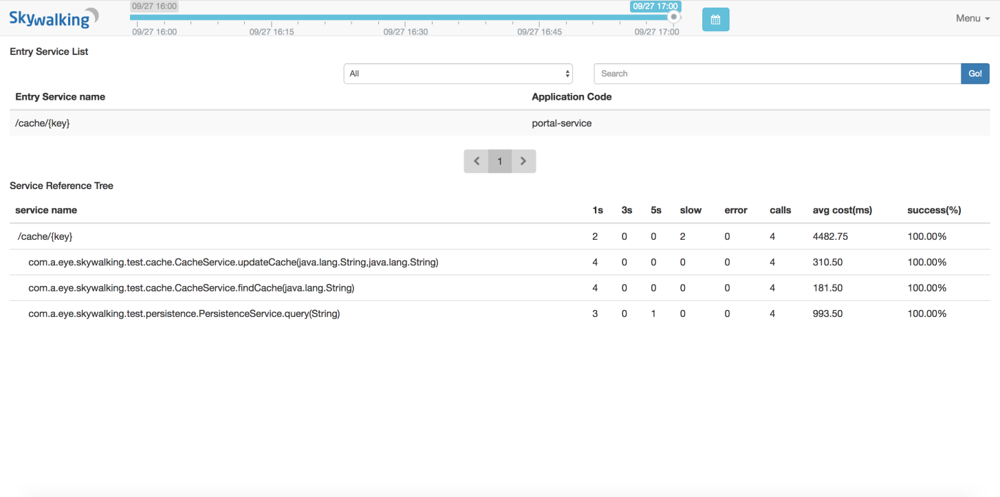 Skywalking
09/27 16:00 09/27 17:00
09/27 16:00 09/27 16:15 09/27 16:30 09/27 16:45 09/27 17:00
Menu
Entry Service List
All Search Go!
Entry Service name Application Code
/cache/{key} portal-service
1
Service Reference Tree
service name 1s 3s 5s slow error calls avg cost(ms) success(%)
/cache/{key} 2 0 0 2 0 4 4482.75 100.00%
com.a.eye.skywalking.test.cache.CacheService.updateCache(java.lang.String,java.lang.String) 4 0 0 0 0 4 310.50 100.00%
com.a.eye.skywalking.test.cache.CacheService.findCache(java.lang.String) 4 0 0 0 0 4 181.50 100.00%
com.a.eye.skywalking.test.persistence.PersistenceService.query(String) 3 0 1 0 0 4 993.50 100.00%